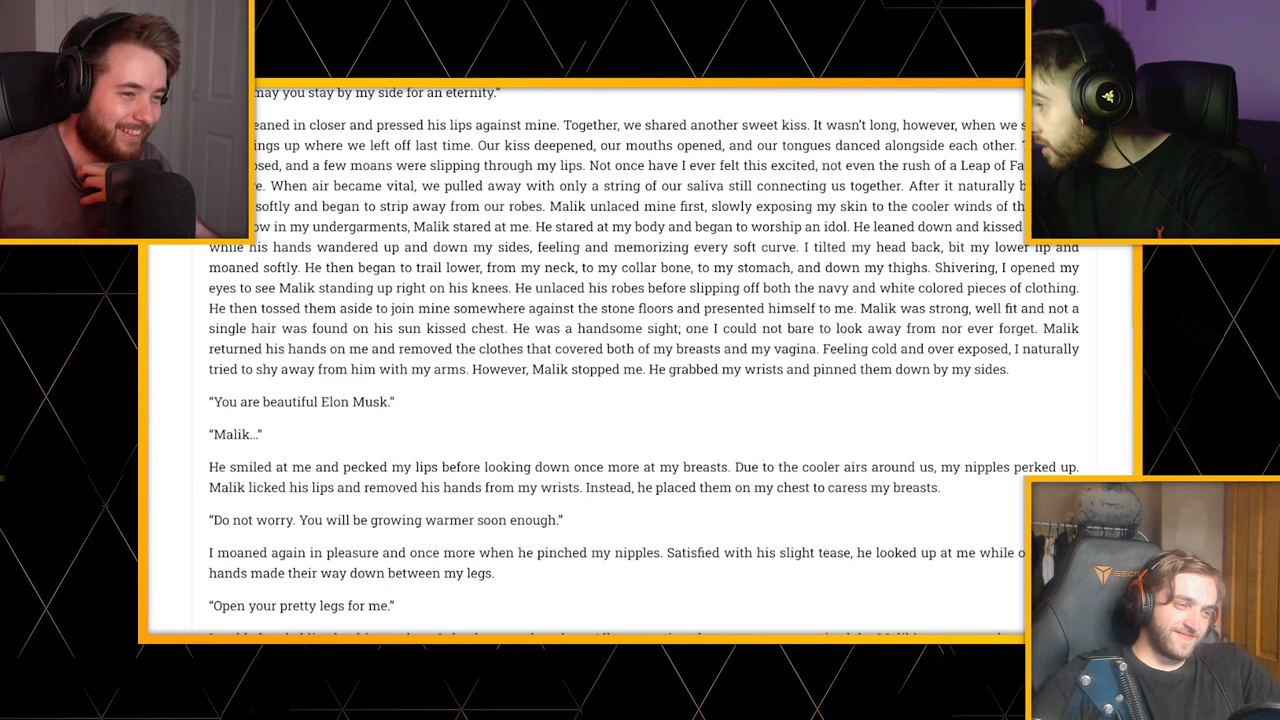 may you stay by my side for an eternity.”
in closer and pressed his lips against mine. Together, we shared another sweet kiss. It wasn’t long, however, when we
up where we left off last time. Our kiss deepened, our mouths opened, and our tongues danced alongside each other.
and a few moans were slipping through my lips. Not once have I ever felt this excited, not even the rush of a Leap of
When air became vital, we pulled away with only a string of our saliva still connecting us together. After it naturally
softly and began to strip away from our robes. Malik unlaced mine first, slowly exposing my skin to the cooler winds of
in my undergarments, Malik stared at me. He stared at my body and began to worship an idol. He leaned down and kissed
while his hands wandered up and down my sides, feeling and memorizing every soft curve. I tilted my head back, bit my lower lip and
moaned softly. He then began to trail lower, from my neck, to my collar bone, to my stomach, and down my thighs. Shivering, I opened my
eyes to see Malik standing up right on his knees. He unlaced his robes before slipping off both the navy and white colored pieces of clothing.
He then tossed them aside to join mine somewhere against the stone floors and presented himself to me. Malik was strong, well fit and not a
single hair was found on his sun kissed chest. He was a handsome sight; one I could not bare to look away from nor ever forget. Malik
returned his hands on me and removed the clothes that covered both of my breasts and my vagina. Feeling cold and over exposed, I naturally
tried to shy away from him with my arms. However, Malik stopped me. He grabbed my wrists and pinned them down by my sides.
“You are beautiful Elon Musk.”
“Malik…”
He smiled at me and pecked my lips before looking down once more at my breasts. Due to the cooler airs around us, my nipples perked up.
Malik licked his lips and removed his hands from my wrists. Instead, he placed them on my chest to caress my breasts.
“Do not worry. You will be growing warmer soon enough.”
I moaned again in pleasure and once more when he pinched my nipples. Satisfied with his slight tease, he looked up at me while
hands made their way down between my legs.
“Open your pretty legs for me.”